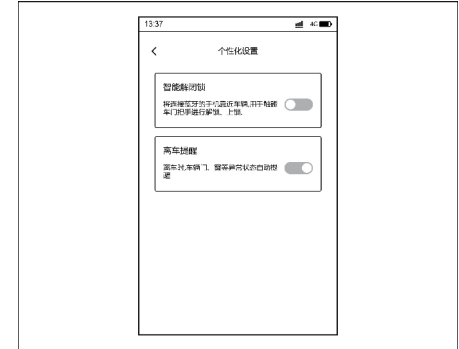 13:37
4G
个性化设置
智能解闭锁
将连接蓝牙的手机靠近车辆,用手触碰
车门把手进行解锁、上锁。
离车提醒
离车时,车辆门、窗等异常状态自动提
醒